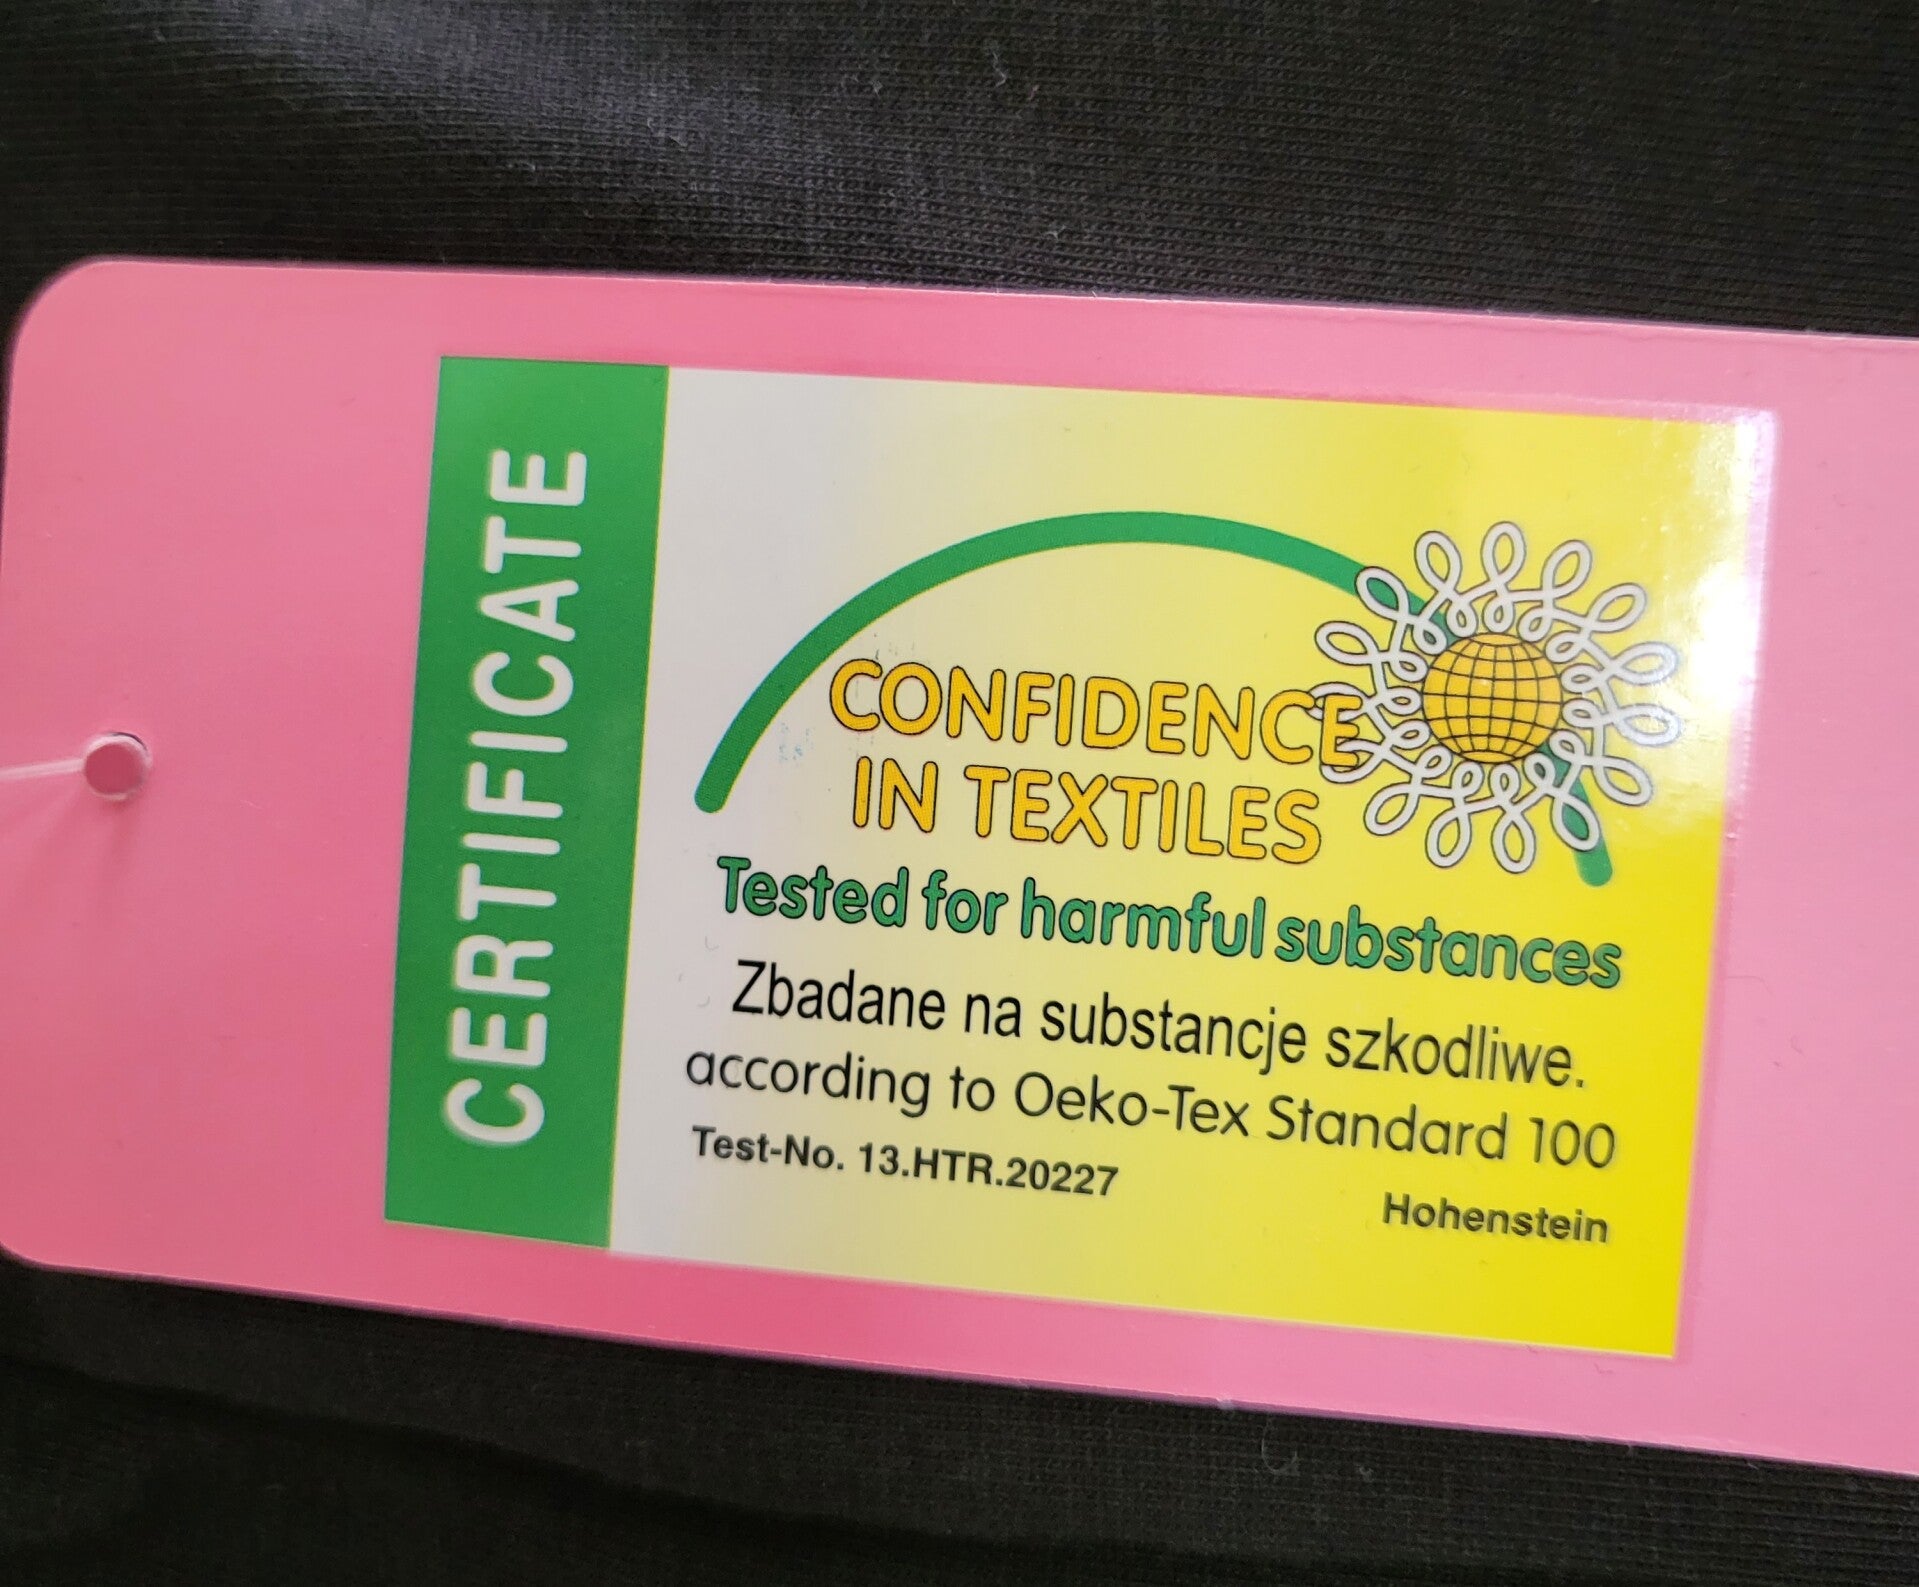 CERTIFICATE
CONFIDENCE
IN TEXTILES
Tested for harmful substances
Zbadane na substancje szkodliwe.
according to Oeko-Tex Standard 100
Test-No. 13.HTR.20227
Hohenstein